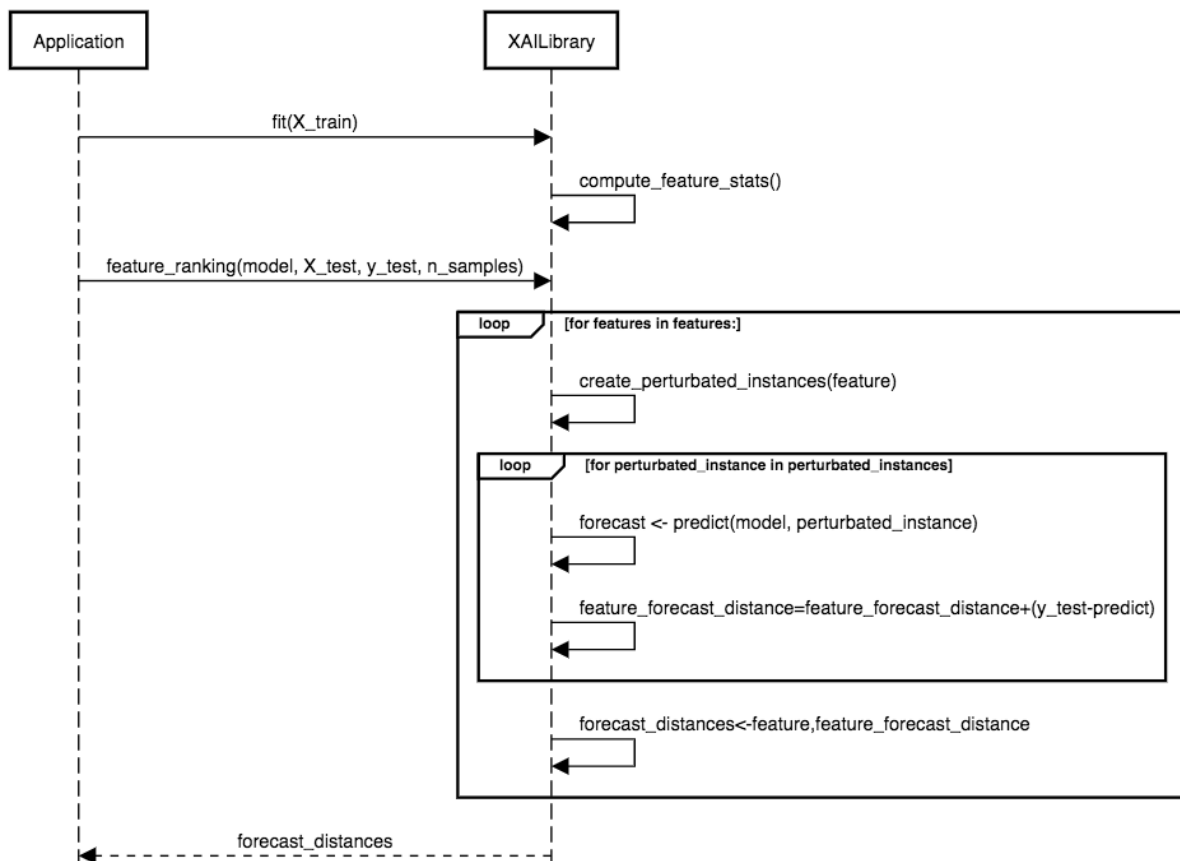 Application
XAILibrary
fit(X_train)
compute_feature_stats()
feature_ranking(model, X_test, y_test, n_samples)
loop
[for features in features:]
create_perturbated_instances(feature)
loop
[for perturbated_instance in perturbated_instances]
forecast <- predict(model, perturbated_instance)
feature_forecast_distance=feature_forecast_distance+(y_test-predict)
forecast_distances<-feature,feature_forecast_distance
forecast_distances